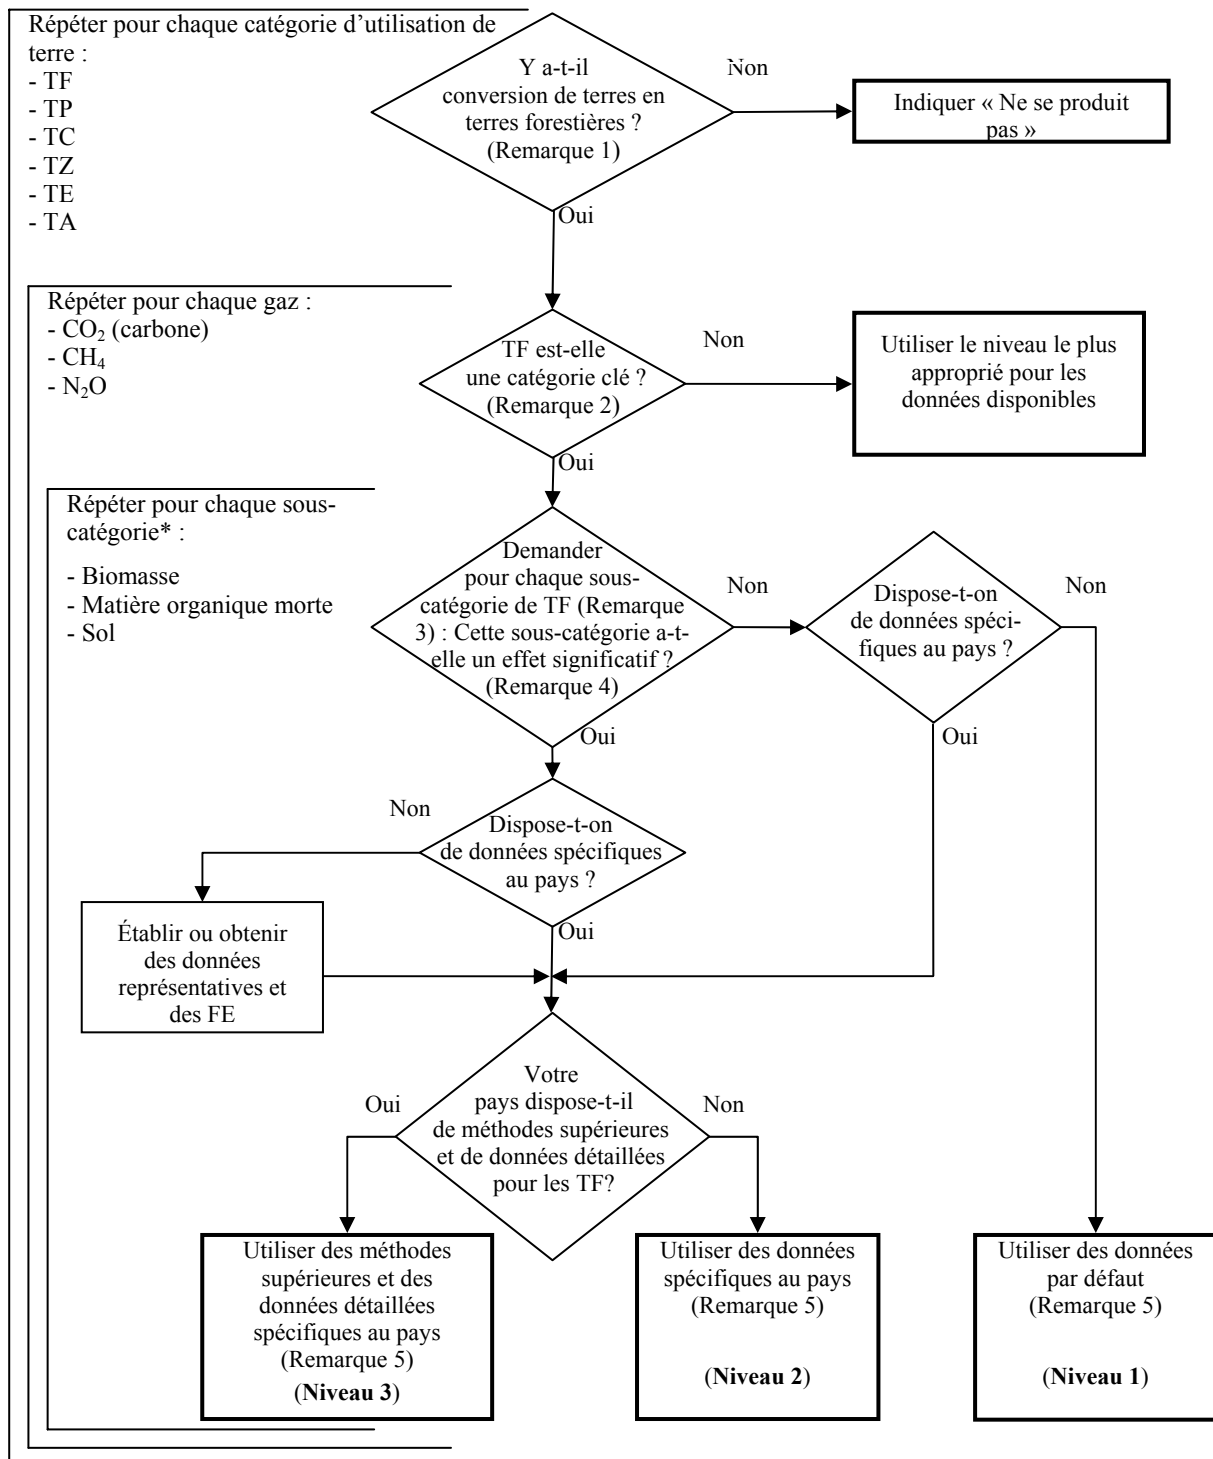 Répéter pour chaque catégorie d’utilisation de
terre :
- TF
- TP
- TC
- TZ
- TE
- TA
Y a-t-il
conversion de terres en
terres forestières ?
(Remarque 1)
Non
Indiquer « Ne se produit
pas »
Oui
Répéter pour chaque gaz :
- CO₂ (carbone)
- CH₄
- N₂O
TF est-elle
une catégorie clé ?
(Remarque 2)
Non
Utiliser le niveau le plus
approprié pour les
données disponibles
Oui
Répéter pour chaque sous-
catégorie* :
- Biomasse
- Matière organique morte
- Sol
Demander
pour chaque sous-
catégorie de TF (Remarque
3) : Cette sous-catégorie a-t-
elle un effet significatif ?
(Remarque 4)
Non
Dispose-t-on
de données spéci-
fiques au pays ?
Non
Oui
Oui
Non
Dispose-t-on
de données spécifiques
au pays ?
Oui
Établir ou obtenir
des données
représentatives et
des FE
Votre
pays dispose-t-il
de méthodes supérieures
et de données détaillées
pour les TF?
Oui
Non
Utiliser des méthodes
supérieures et des
données détaillées
spécifiques au pays
(Remarque 5)
(Niveau 3)
Utiliser des données
spécifiques au pays
(Remarque 5)
(Niveau 2)
Utiliser des données
par défaut
(Remarque 5)
(Niveau 1)